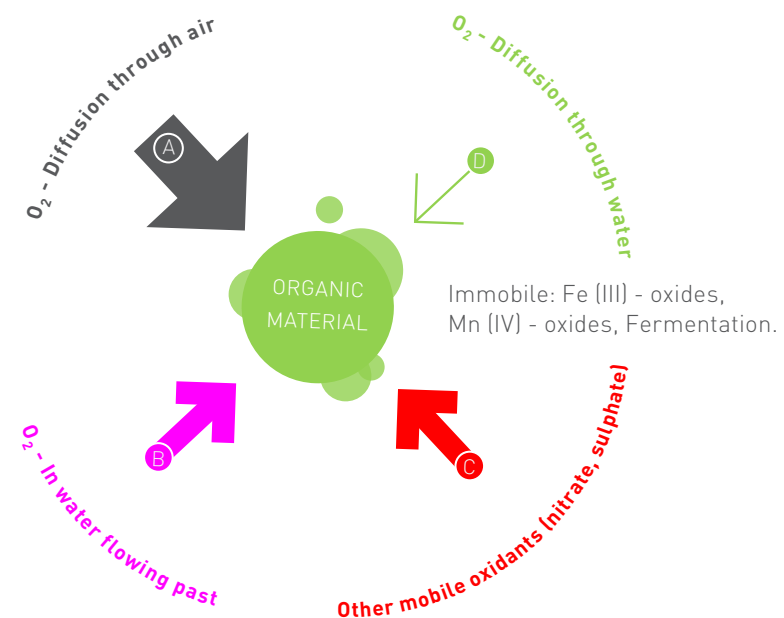 O₂ - Diffusion through air
O₂ - Diffusion through water
A
D
ORGANIC
MATERIAL
Immobile: Fe (III) - oxides,
Mn (IV) - oxides, Fermentation.
B
C
O₂ - In water flowing past
Other mobile oxidants (nitrate, sulphate)